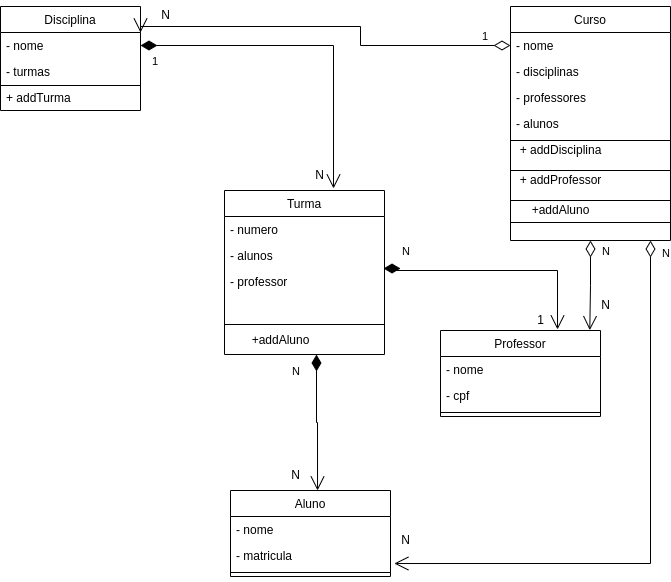 Disciplina
- nome
- turmas
+ addTurma
N
1
1
Curso
- nome
- disciplinas
- professores
- alunos
+ addDisciplina
+ addProfessor
+addAluno
N
Turma
- numero
- alunos
- professor
+addAluno
N
N
N
N
1
Professor
- nome
- cpf
N
N
Aluno
- nome
- matricula
N